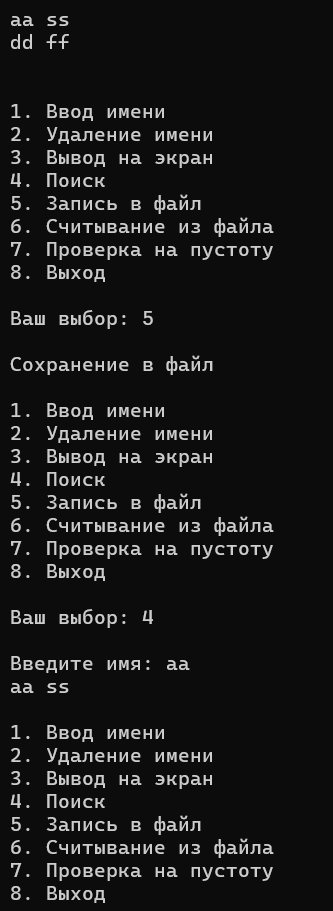 aa ss
dd ff
1. Ввод имени
2. Удаление имени
3. Вывод на экран
4. Поиск
5. Запись в файл
6. Считывание из файла
7. Проверка на пустоту
8. Выход
Ваш выбор: 5
Сохранение в файл
1. Ввод имени
2. Удаление имени
3. Вывод на экран
4. Поиск
5. Запись в файл
6. Считывание из файла
7. Проверка на пустоту
8. Выход
Ваш выбор: 4
Введите имя: aa
aa ss
1. Ввод имени
2. Удаление имени
3. Вывод на экран
4. Поиск
5. Запись в файл
6. Считывание из файла
7. Проверка на пустоту
8. Выход